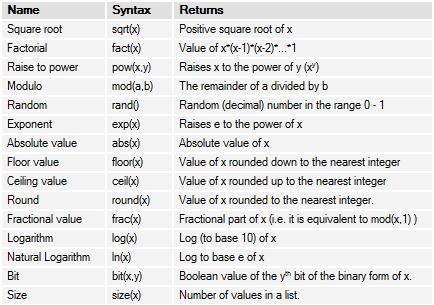 Name Syntax Returns
Square root sqrt(x) Positive square root of x
Factorial fact(x) Value of x*(x-1)*(x-2)*...*1
Raise to power pow(x,y) Raises x to the power of y (xʸ)
Modulo mod(a,b) The remainder of a divided by b
Random rand() Random (decimal) number in the range 0 - 1
Exponent exp(x) Raises e to the power of x
Absolute value abs(x) Absolute value of x
Floor value floor(x) Value of x rounded down to the nearest integer
Ceiling value ceil(x) Value of x rounded up to the nearest integer
Round round(x) Value of x rounded to the nearest integer.
Fractional value frac(x) Fractional part of x (i.e. it is equivalent to mod(x,1) )
Logarithm log(x) Log (to base 10) of x
Natural Logarithm ln(x) Log to base e of x
Bit bit(x,y) Boolean value of the yᵗʰ bit of the binary form of x.
Size size(x) Number of values in a list.